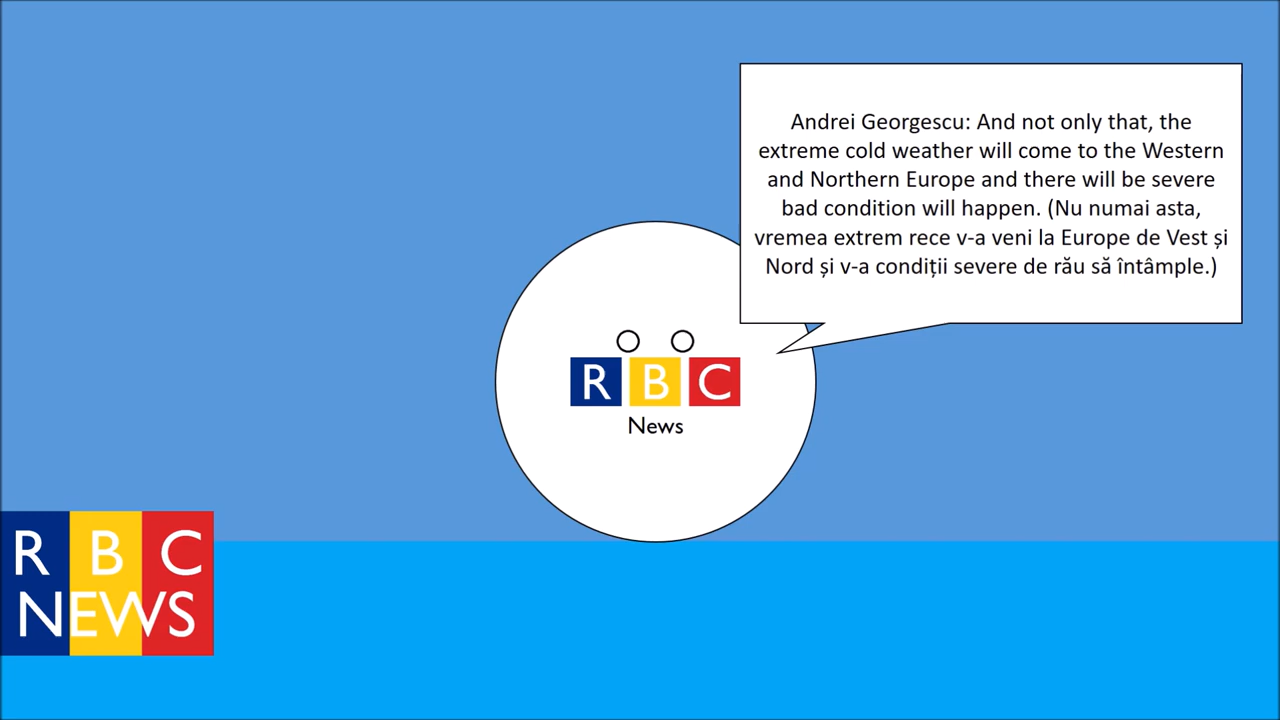 Andrei Georgescu: And not only that, the
extreme cold weather will come to the Western
and Northern Europe and there will be severe
bad condition will happen. (Nu numai asta,
vremea extrem rece v-a veni la Europe de Vest și
Nord și v-a condiții severe de rău să întâmple.)
R B C
News
R B C
NEWS